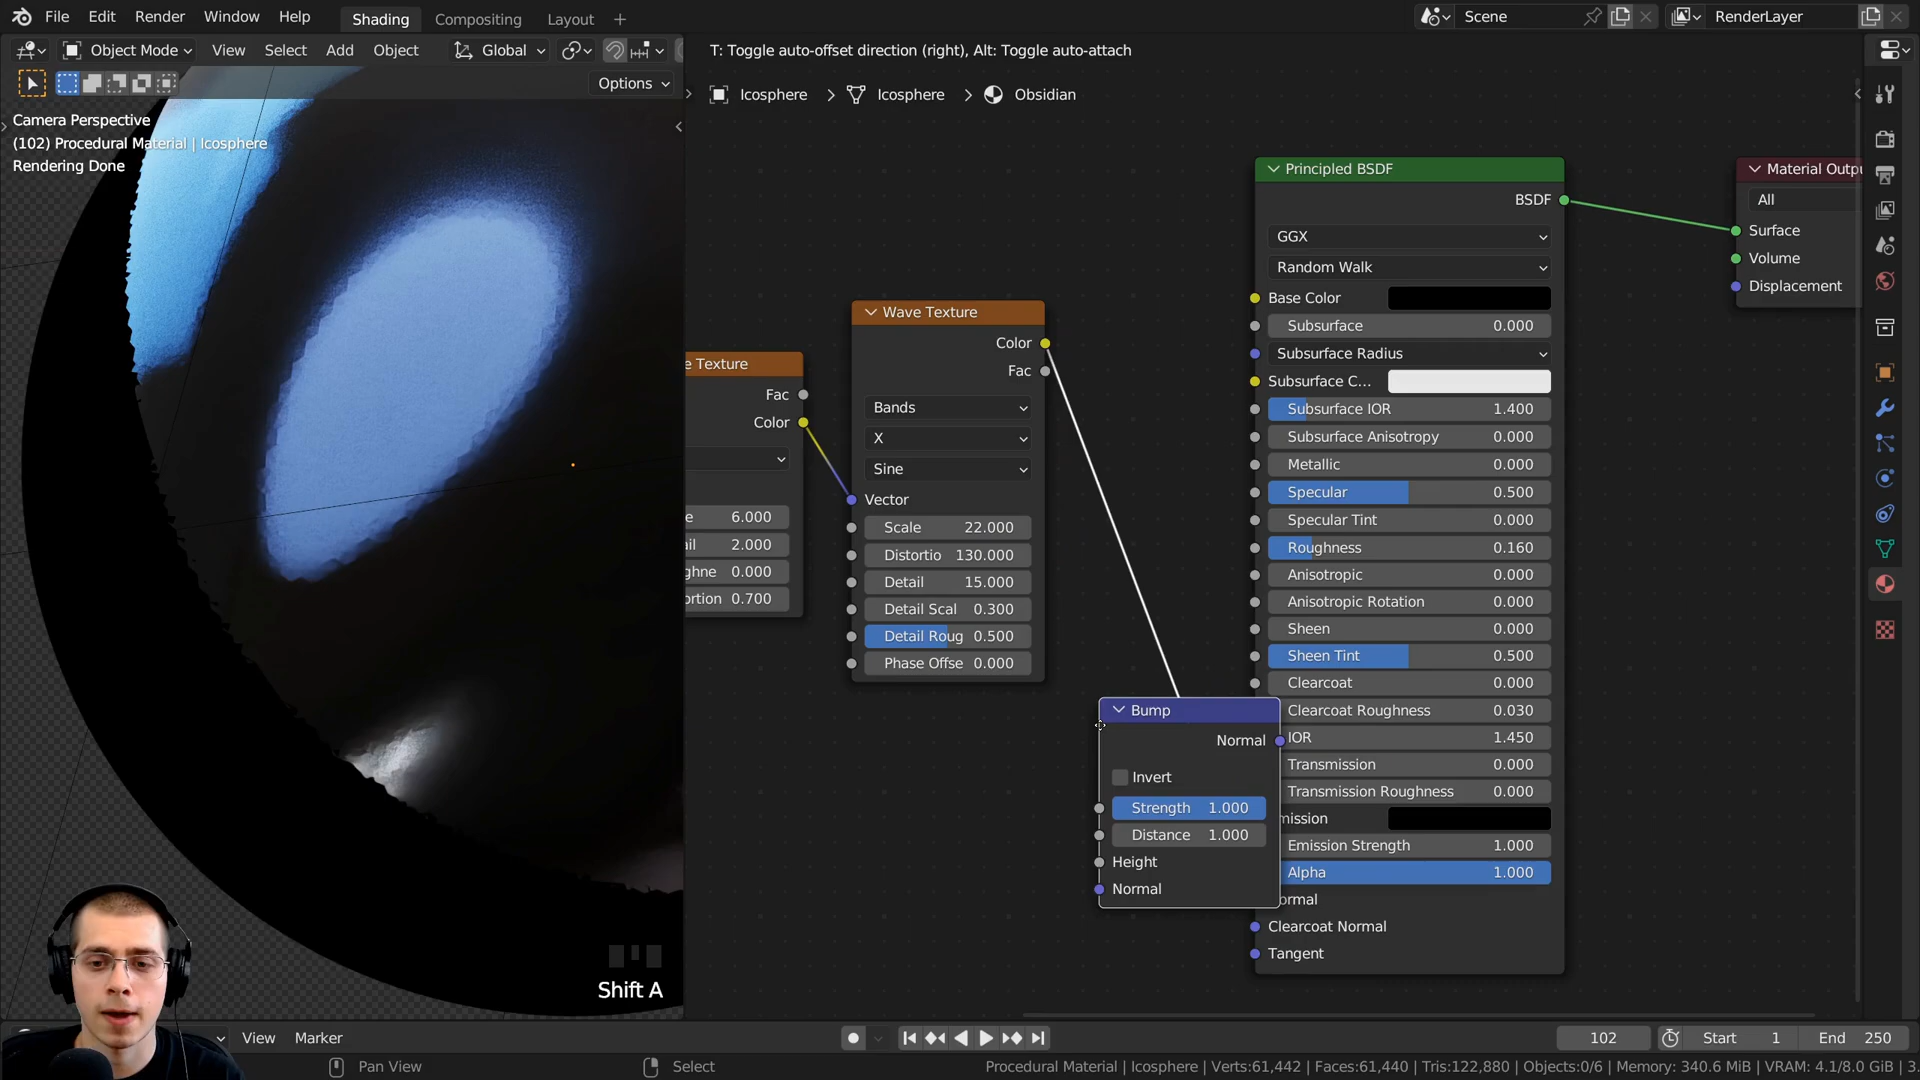 File Edit Render Window Help Shading Compositing Layout + Scene RenderLayer
Object Mode View Select Add Object Global T: Toggle auto-offset direction (right), Alt: Toggle auto-attach
Options Icosphere > Icosphere > Obsidian
Camera Perspective
(102) Procedural Material | Icosphere
Rendering Done
Principled BSDF
BSDF
GGX
Random Walk
Base Color
Subsurface 0.000
Subsurface Radius
Subsurface C...
Subsurface IOR 1.400
Subsurface Anisotropy 0.000
Metallic 0.000
Specular 0.500
Specular Tint 0.000
Roughness 0.160
Anisotropic 0.000
Anisotropic Rotation 0.000
Sheen 0.000
Sheen Tint 0.500
Clearcoat 0.000
Clearcoat Roughness 0.030
IOR 1.450
Transmission 0.000
Transmission Roughness 0.000
mission
Emission Strength 1.000
Alpha 1.000
ormal
Clearcoat Normal
Tangent
Material Outp
All
Surface
Volume
Displacement
Wave Texture
Color
Fac
Bands
X
Sine
Vector
Scale 22.000
Distortio 130.000
Detail 15.000
Detail Scal 0.300
Detail Roug 0.500
Phase Offse 0.000
e Texture
Fac
Color
e 6.000
ail 2.000
ghne 0.000
ortion 0.700
Bump
Normal
Invert
Strength 1.000
Distance 1.000
Height
Normal
Shift A
View Marker 102 Start 1 End 250
Pan View Select Procedural Material | Icosphere | Verts:61,442 | Faces:61,440 | Tris:122,880 | Objects:0/6 | Memory: 340.6 MiB | VRAM: 4.1/8.0 GiB | 3.